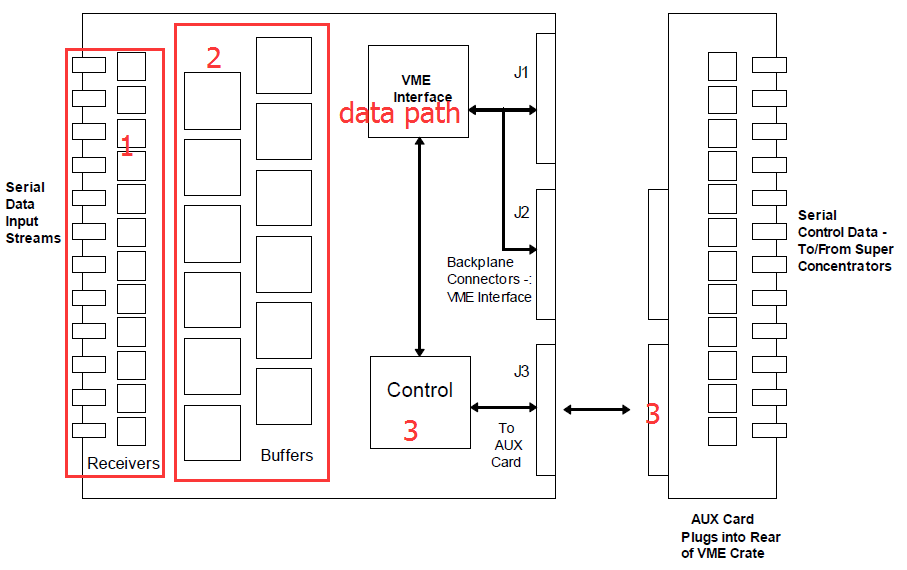 Serial
Data
Input
Streams
1
Receivers
2
Buffers
VME
Interface
data path
J1
J2
Backplane
Connectors -:
VME Interface
Control
3
J3
To
AUX
Card
3
Serial
Control Data -
To/From Super
Concentrators
AUX Card
Plugs into Rear
of VME Crate